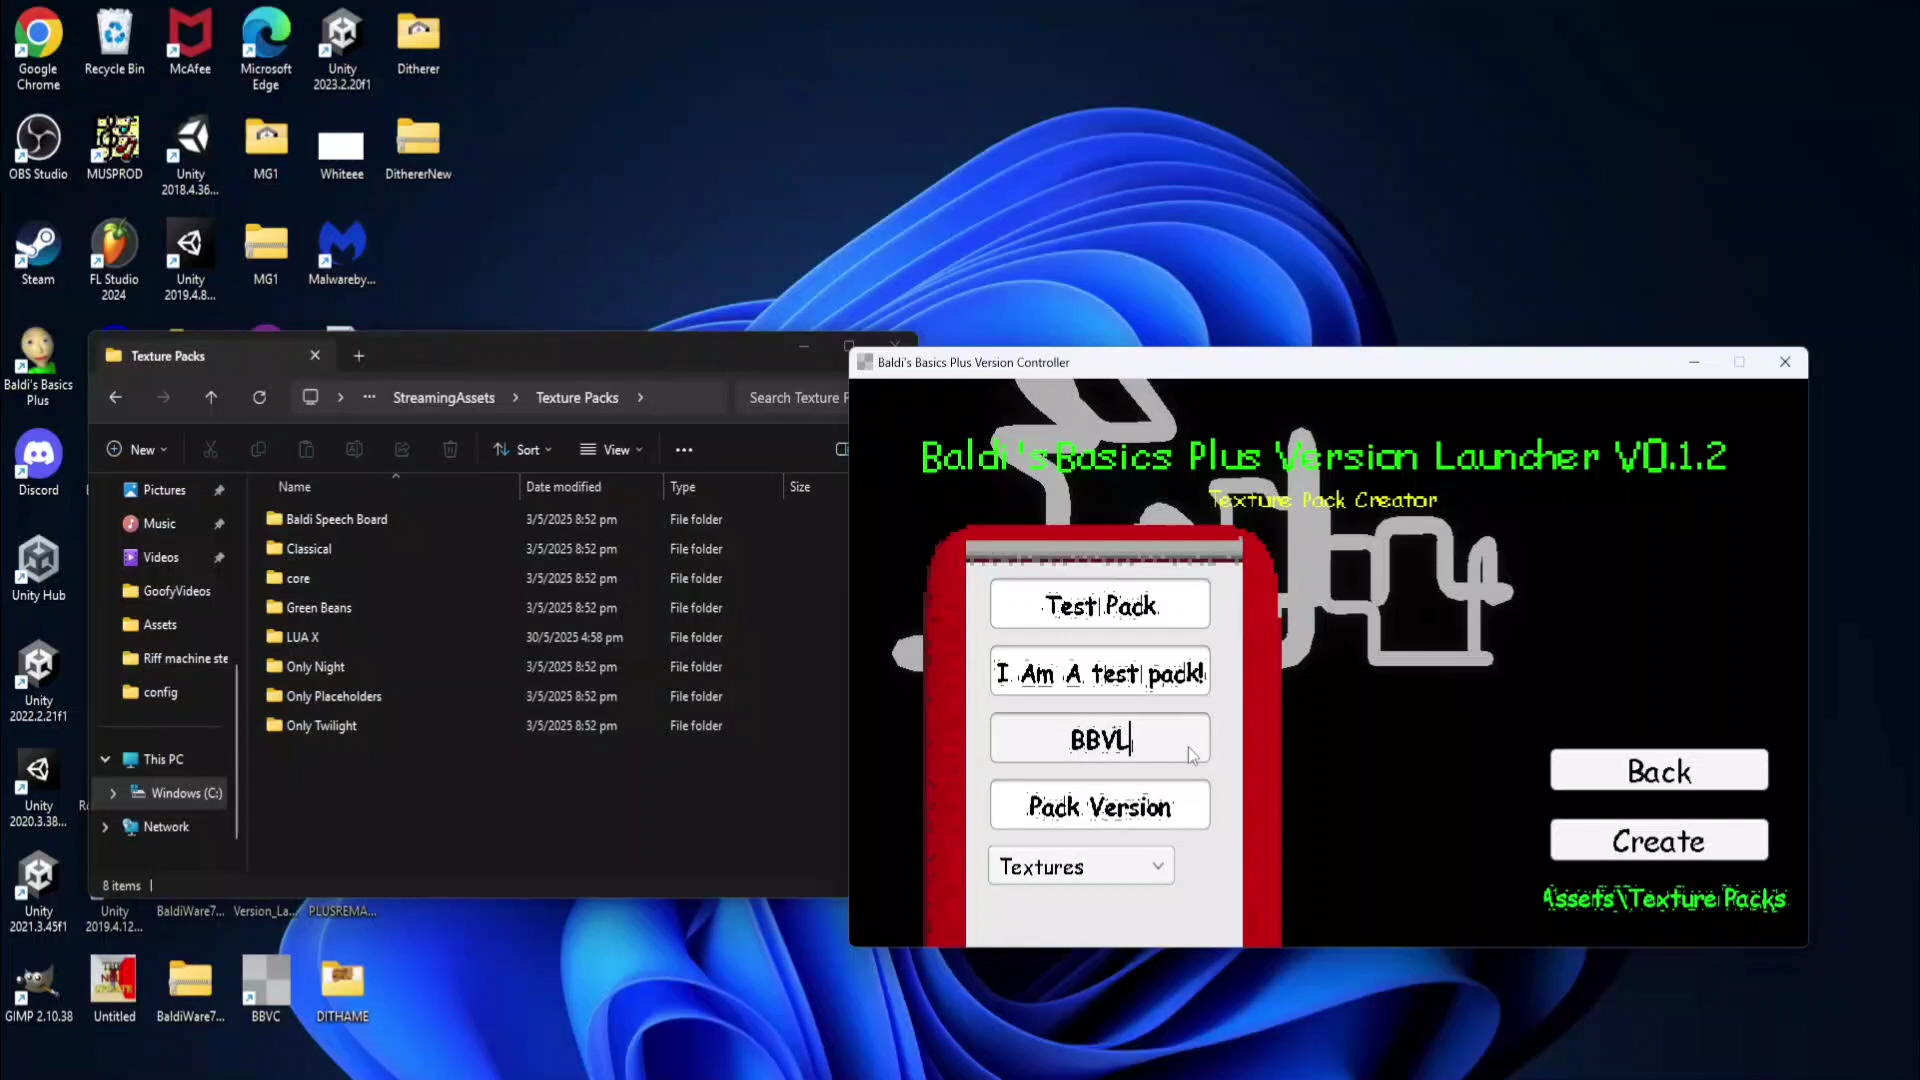 Google
Chrome
Recycle Bin
McAfee
Microsoft
Edge
Unity
2023.2.20f1
Ditherer
OBS Studio
MUSPROD
Unity
2018.4.36...
MG1
Whiteee
DithererNew
Steam
FL Studio
2024
Unity
2019.4.8...
MG1
Malwareby...
Baldi's Basics
Plus
Discord
Unity Hub
Unity
2022.2.21f1
Unity
2020.3.38...
Unity
2021.3.45f1
Unity
2019.4.12...
BaldiWare7...
Version_La...
PLUSREMA...
GIMP 2.10.38
Untitled
BaldiWare7...
BBVC
DITHAME
Texture Packs
StreamingAssets
Texture Packs
Search Texture P
New
Sort
View
Pictures
Music
Videos
GoofyVideos
Assets
Riff machine ste
config
This PC
Windows (C:)
Network
Name
Date modified
Type
Size
Baldi Speech Board 3/5/2025 8:52 pm File folder
Classical 3/5/2025 8:52 pm File folder
core 3/5/2025 8:52 pm File folder
Green Beans 3/5/2025 8:52 pm File folder
LUA X 30/5/2025 4:58 pm File folder
Only Night 3/5/2025 8:52 pm File folder
Only Placeholders 3/5/2025 8:52 pm File folder
Only Twilight 3/5/2025 8:52 pm File folder
8 items
Baldi's Basics Plus Version Controller
Baldi's Basics Plus Version Launcher V0.1.2
Texture Pack Creator
Test Pack
I Am A test pack!
BBVL
Pack Version
Textures
Back
Create
Assets\Texture Packs